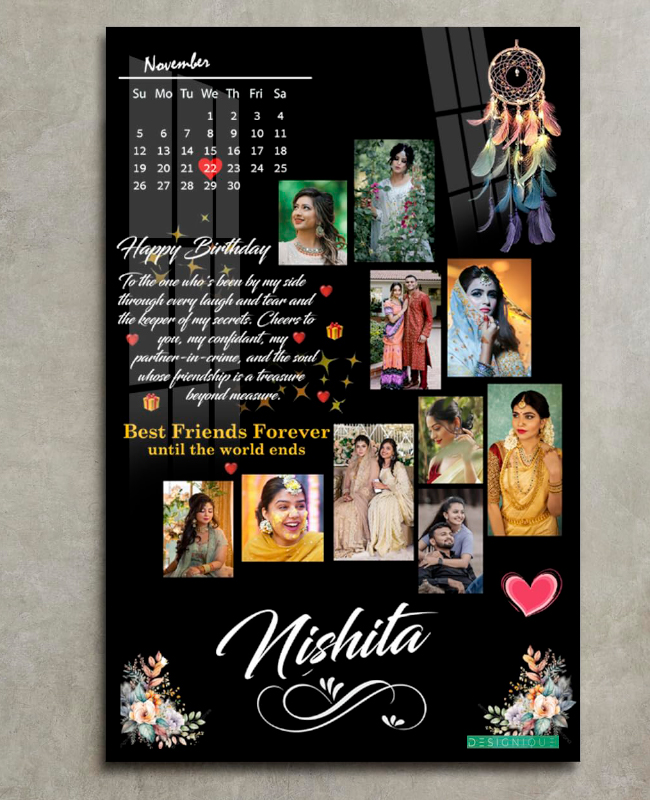 November
Su Mo Tu We Th Fri Sa
1 2 3 4
5 6 7 8 9 10 11
12 13 14 15 16 17 18
19 20 21 22 23 24 25
26 27 28 29 30
Happy Birthday
To the one who's been by my side
through every laugh and tear and
the keeper of my secrets. Cheers to
you, my confidant, my
partner-in-crime, and the soul
whose friendship is a treasure
beyond measure.
Best Friends Forever
until the world ends
Nishita
DESIGNIQUE